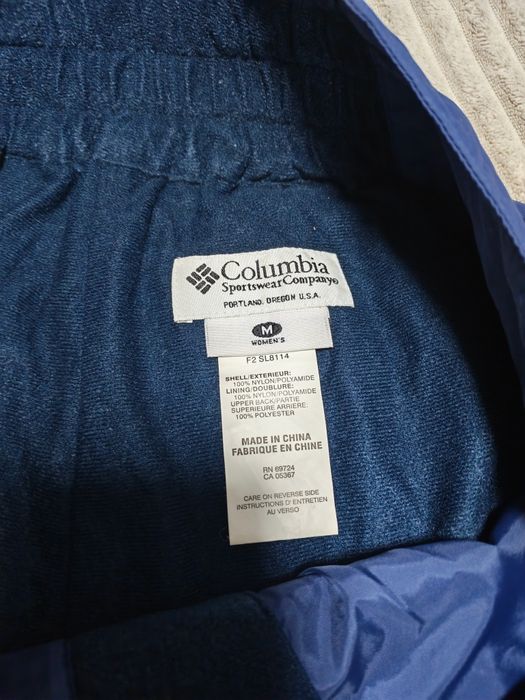 Columbia
Sportswear Company®
PORTLAND. OREGON U.S.A.
M
WOMEN'S
F2 SL8114
SHELL/EXTERIEUR:
100% NYLON/POLYAMIDE
LINING/DOUBLURE:
100% NYLON/POLYAMIDE
UPPER BACK/PARTIE
SUPERIEURE ARRIERE:
100% POLYESTER
MADE IN CHINA
FABRIQUE EN CHINE
RN 69724
CA 05367
CARE ON REVERSE SIDE
INSTRUCTIONS D' ENTRETIEN
AU VERSO